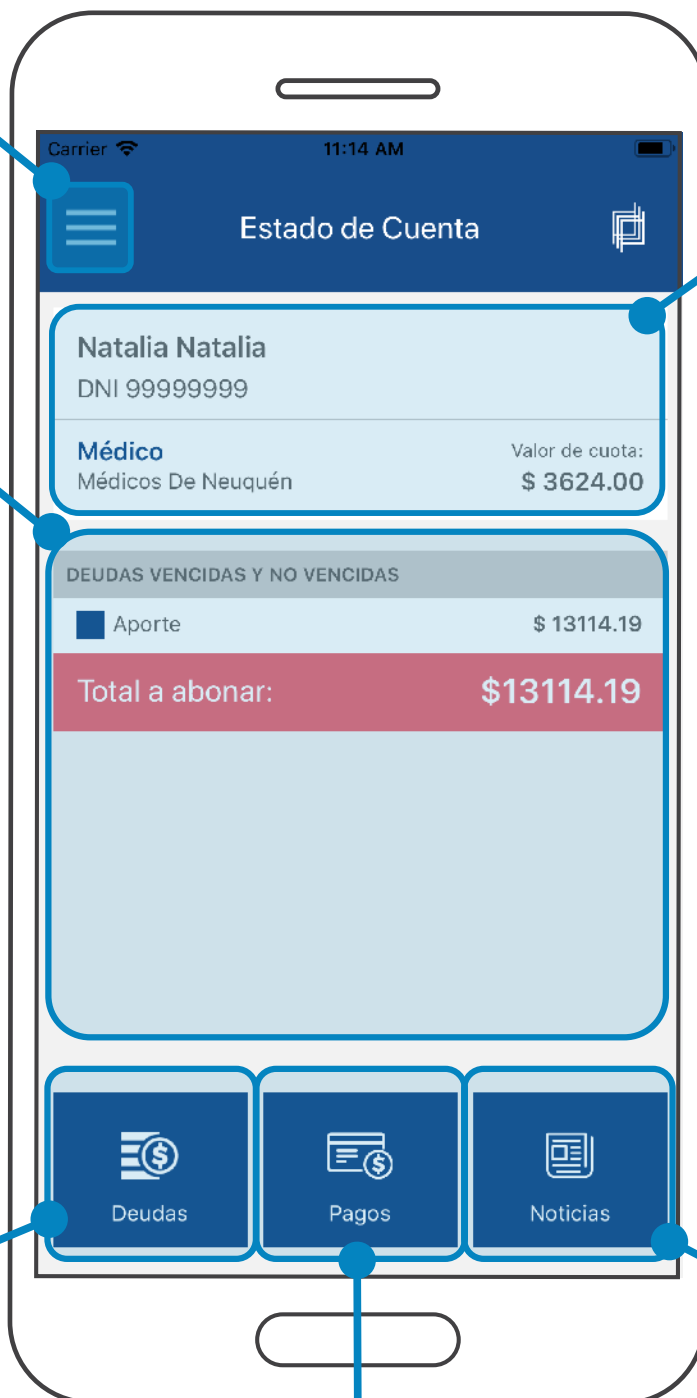 Carrier 11:14 AM
Estado de Cuenta
Natalia Natalia
DNI 99999999
Médico Valor de cuota:
Médicos De Neuquén $ 3624.00
DEUDAS VENCIDAS Y NO VENCIDAS
Aporte $ 13114.19
Total a abonar: $13114.19
Deudas Pagos Noticias